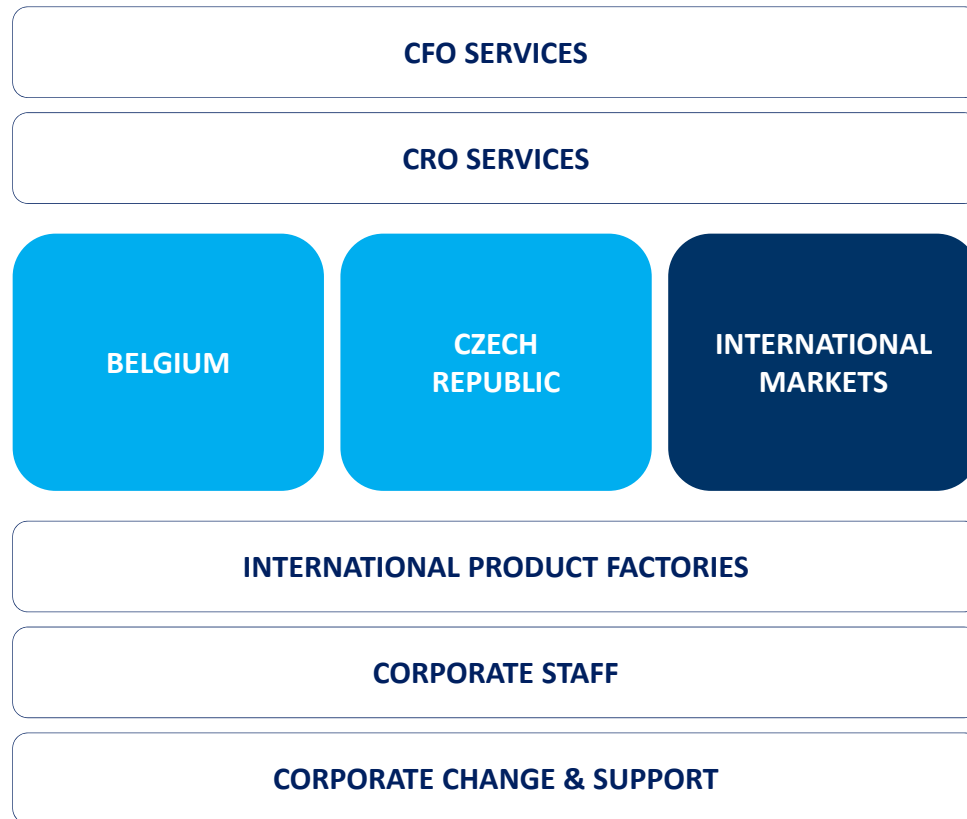 CFO SERVICES
CRO SERVICES
BELGIUM
CZECH
REPUBLIC
INTERNATIONAL
MARKETS
INTERNATIONAL PRODUCT FACTORIES
CORPORATE STAFF
CORPORATE CHANGE & SUPPORT